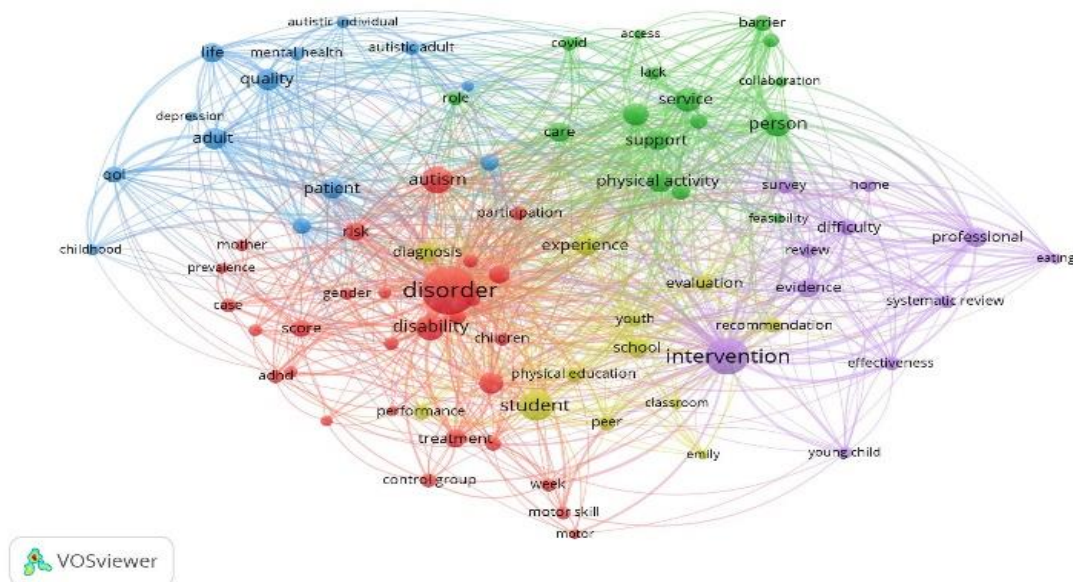 autistic individual
covid
access
barrier
life
mental health
autistic adult
lack
collaboration
quality
role
service
depression
person
adult
care
support
qol
patient
autism
physical activity
survey
home
participation
feasibility
risk
experience
difficulty
professional
childhood
mother
diagnosis
review
eating
prevalence
disorder
evaluation
evidence
case
gender
systematic review
score
disability
youth
recommendation
children
school
intervention
effectiveness
adhd
physical education
performance
student
classroom
treatment
peer
emily
young child
control group
week
motor skill
motor
VOSviewer